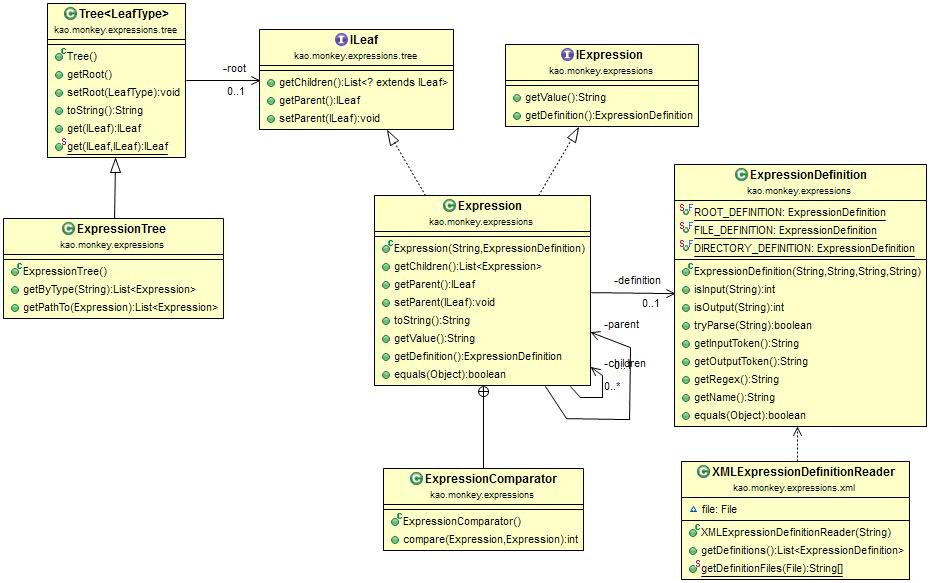 Tree<LeafType>
kao.monkey.expressions.tree
Tree()
getRoot()
setRoot(LeafType):void
toString():String
get(ILeaf):ILeaf
get(ILeaf,ILeaf):ILeaf
-root
0..1
ILeaf
kao.monkey.expressions.tree
getChildren():List<? extends ILeaf>
getParent():ILeaf
setParent(ILeaf):void
IExpression
kao.monkey.expressions
getValue():String
getDefinition():ExpressionDefinition
ExpressionTree
kao.monkey.expressions
ExpressionTree()
getByType(String):List<Expression>
getPathTo(Expression):List<Expression>
Expression
kao.monkey.expressions
Expression(String,ExpressionDefinition)
getChildren():List<Expression>
getParent():ILeaf
setParent(ILeaf):void
toString():String
getValue():String
getDefinition():ExpressionDefinition
equals(Object):boolean
-definition
0..1
-parent
-children
0..*
ExpressionDefinition
kao.monkey.expressions
ROOT_DEFINITION: ExpressionDefinition
FILE_DEFINITION: ExpressionDefinition
DIRECTORY_DEFINITION: ExpressionDefinition
ExpressionDefinition(String,String,String,String)
isInput(String):int
isOutput(String):int
tryParse(String):boolean
getInputToken():String
getOutputToken():String
getRegex():String
getName():String
equals(Object):boolean
ExpressionComparator
kao.monkey.expressions
ExpressionComparator()
compare(Expression,Expression):int
XMLExpressionDefinitionReader
kao.monkey.expressions.xml
file: File
XMLExpressionDefinitionReader(String)
getDefinitions():List<ExpressionDefinition>
getDefinitionFiles(File):String[]